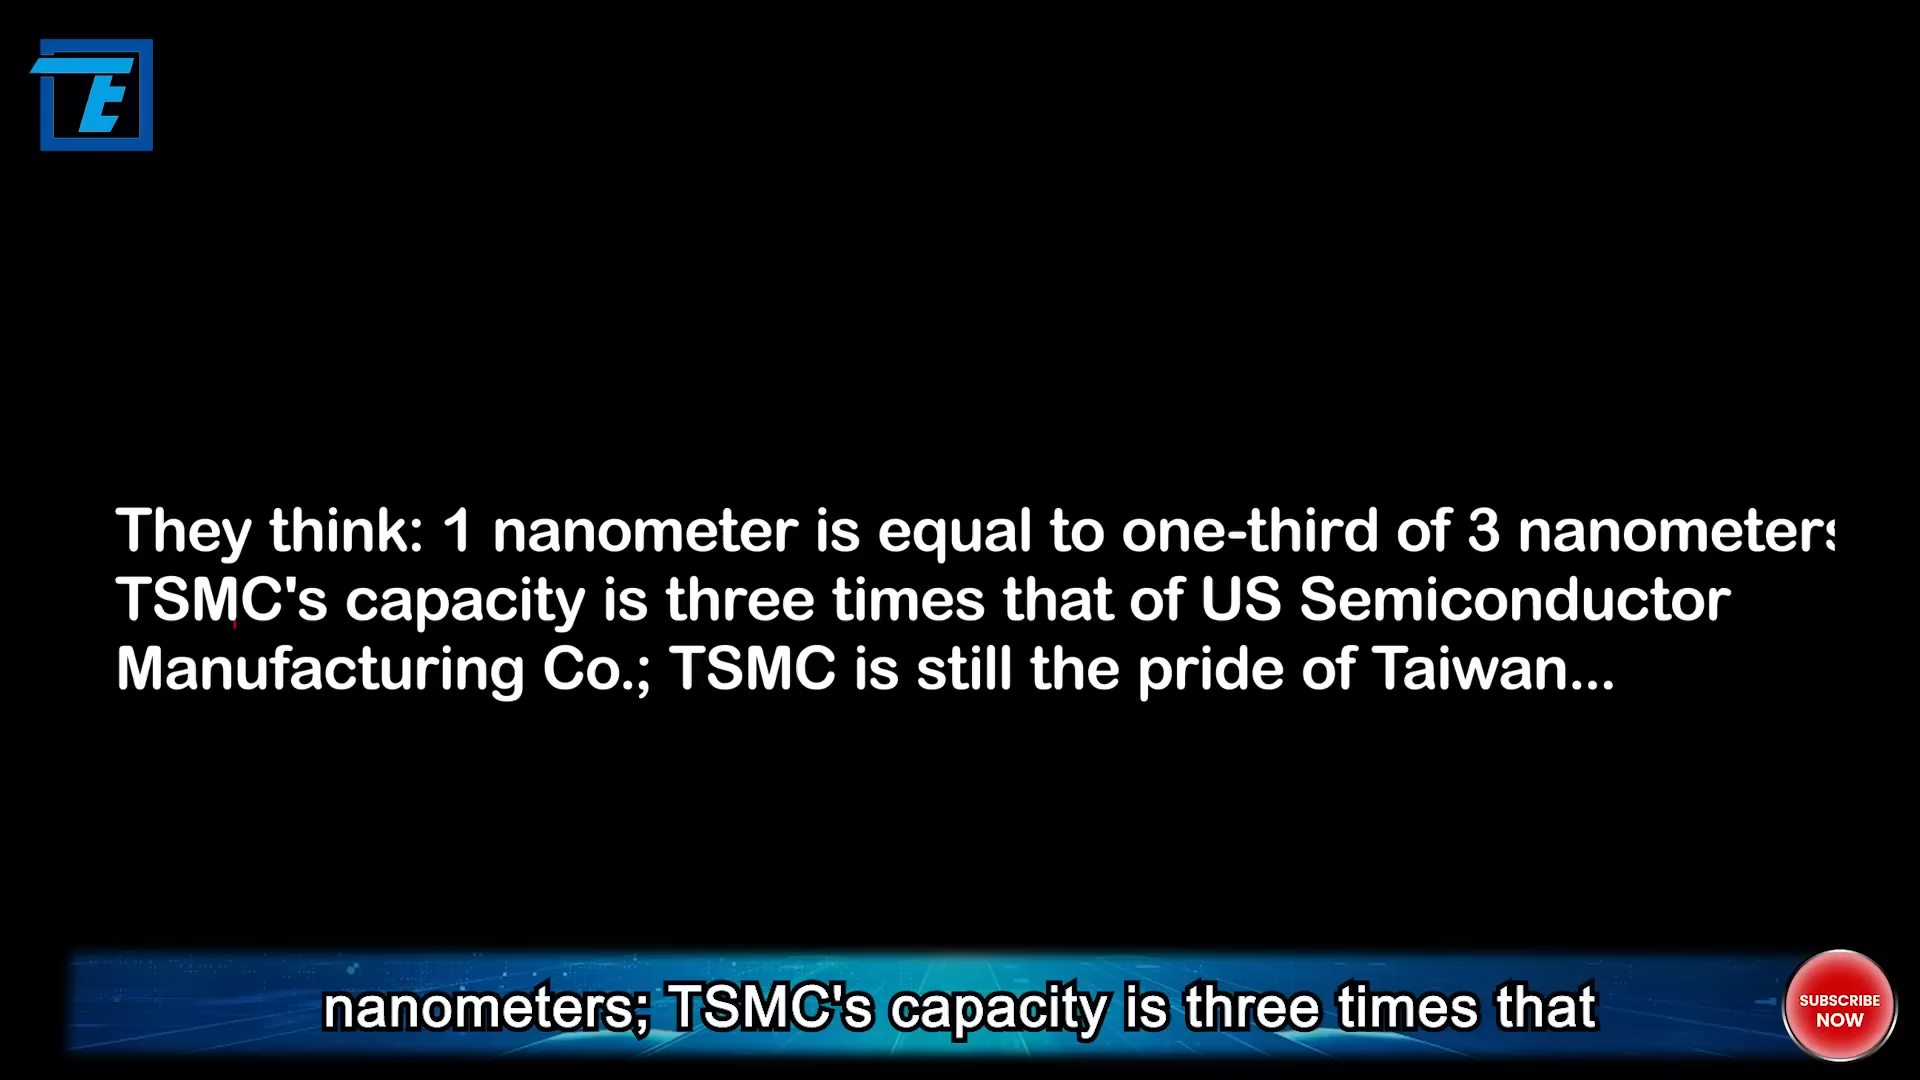 TE
They think: 1 nanometer is equal to one-third of 3 nanometers
TSMC's capacity is three times that of US Semiconductor
Manufacturing Co.; TSMC is still the pride of Taiwan...
nanometers; TSMC's capacity is three times that
SUBSCRIBE
NOW